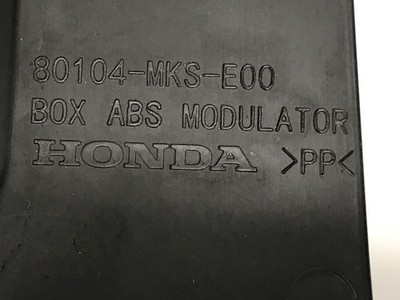 80104-MKS-E00
BOX ABS MODULATOR
HONDA >PP<